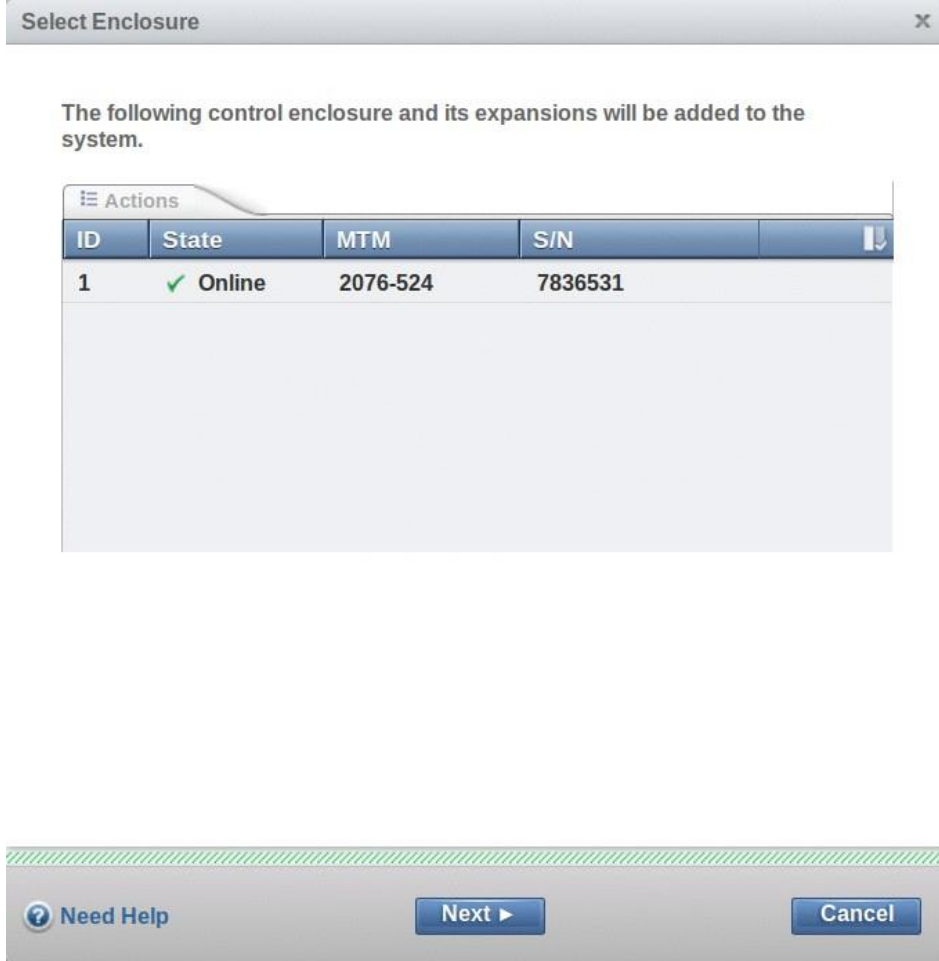 Select Enclosure
The following control enclosure and its expansions will be added to the
system.
Actions
ID State MTM S/N
1 Online 2076-524 7836531
Need Help Next Cancel